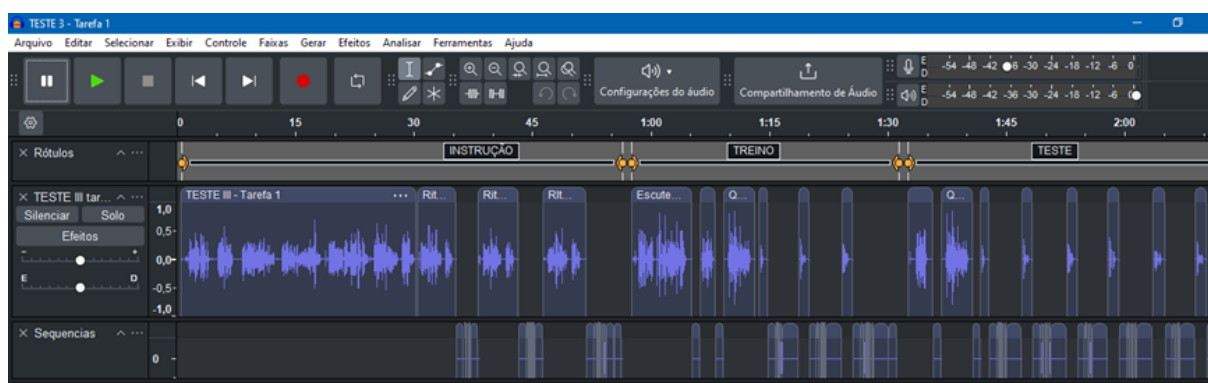 TESTE 3 - Tarefa 1
Arquivo Editar Selecionar Exibir Controle Faixas Gerar Efeitos Analisar Ferramentas Ajuda
E -54 -48 -42 6 -30 -24 -18 -12 -6 0
D
Configurações do áudio
Compartilhamento de Áudio
E -54 -48 -42 -36 -30 -24 -18 -12 -6
D
0 15 30 45 1:00 1:15 1:30 1:45 2:00
Rótulos
INSTRUÇÃO TREINO TESTE
TESTE III tar...
Silenciar Solo
Efeitos
- +
E D
1,0
0,5
0,0
-0,5
-1,0
TESTE III - Tarefa 1 ... Rit... Rit... Rit... Escute... Q... Q...
Sequencias
0